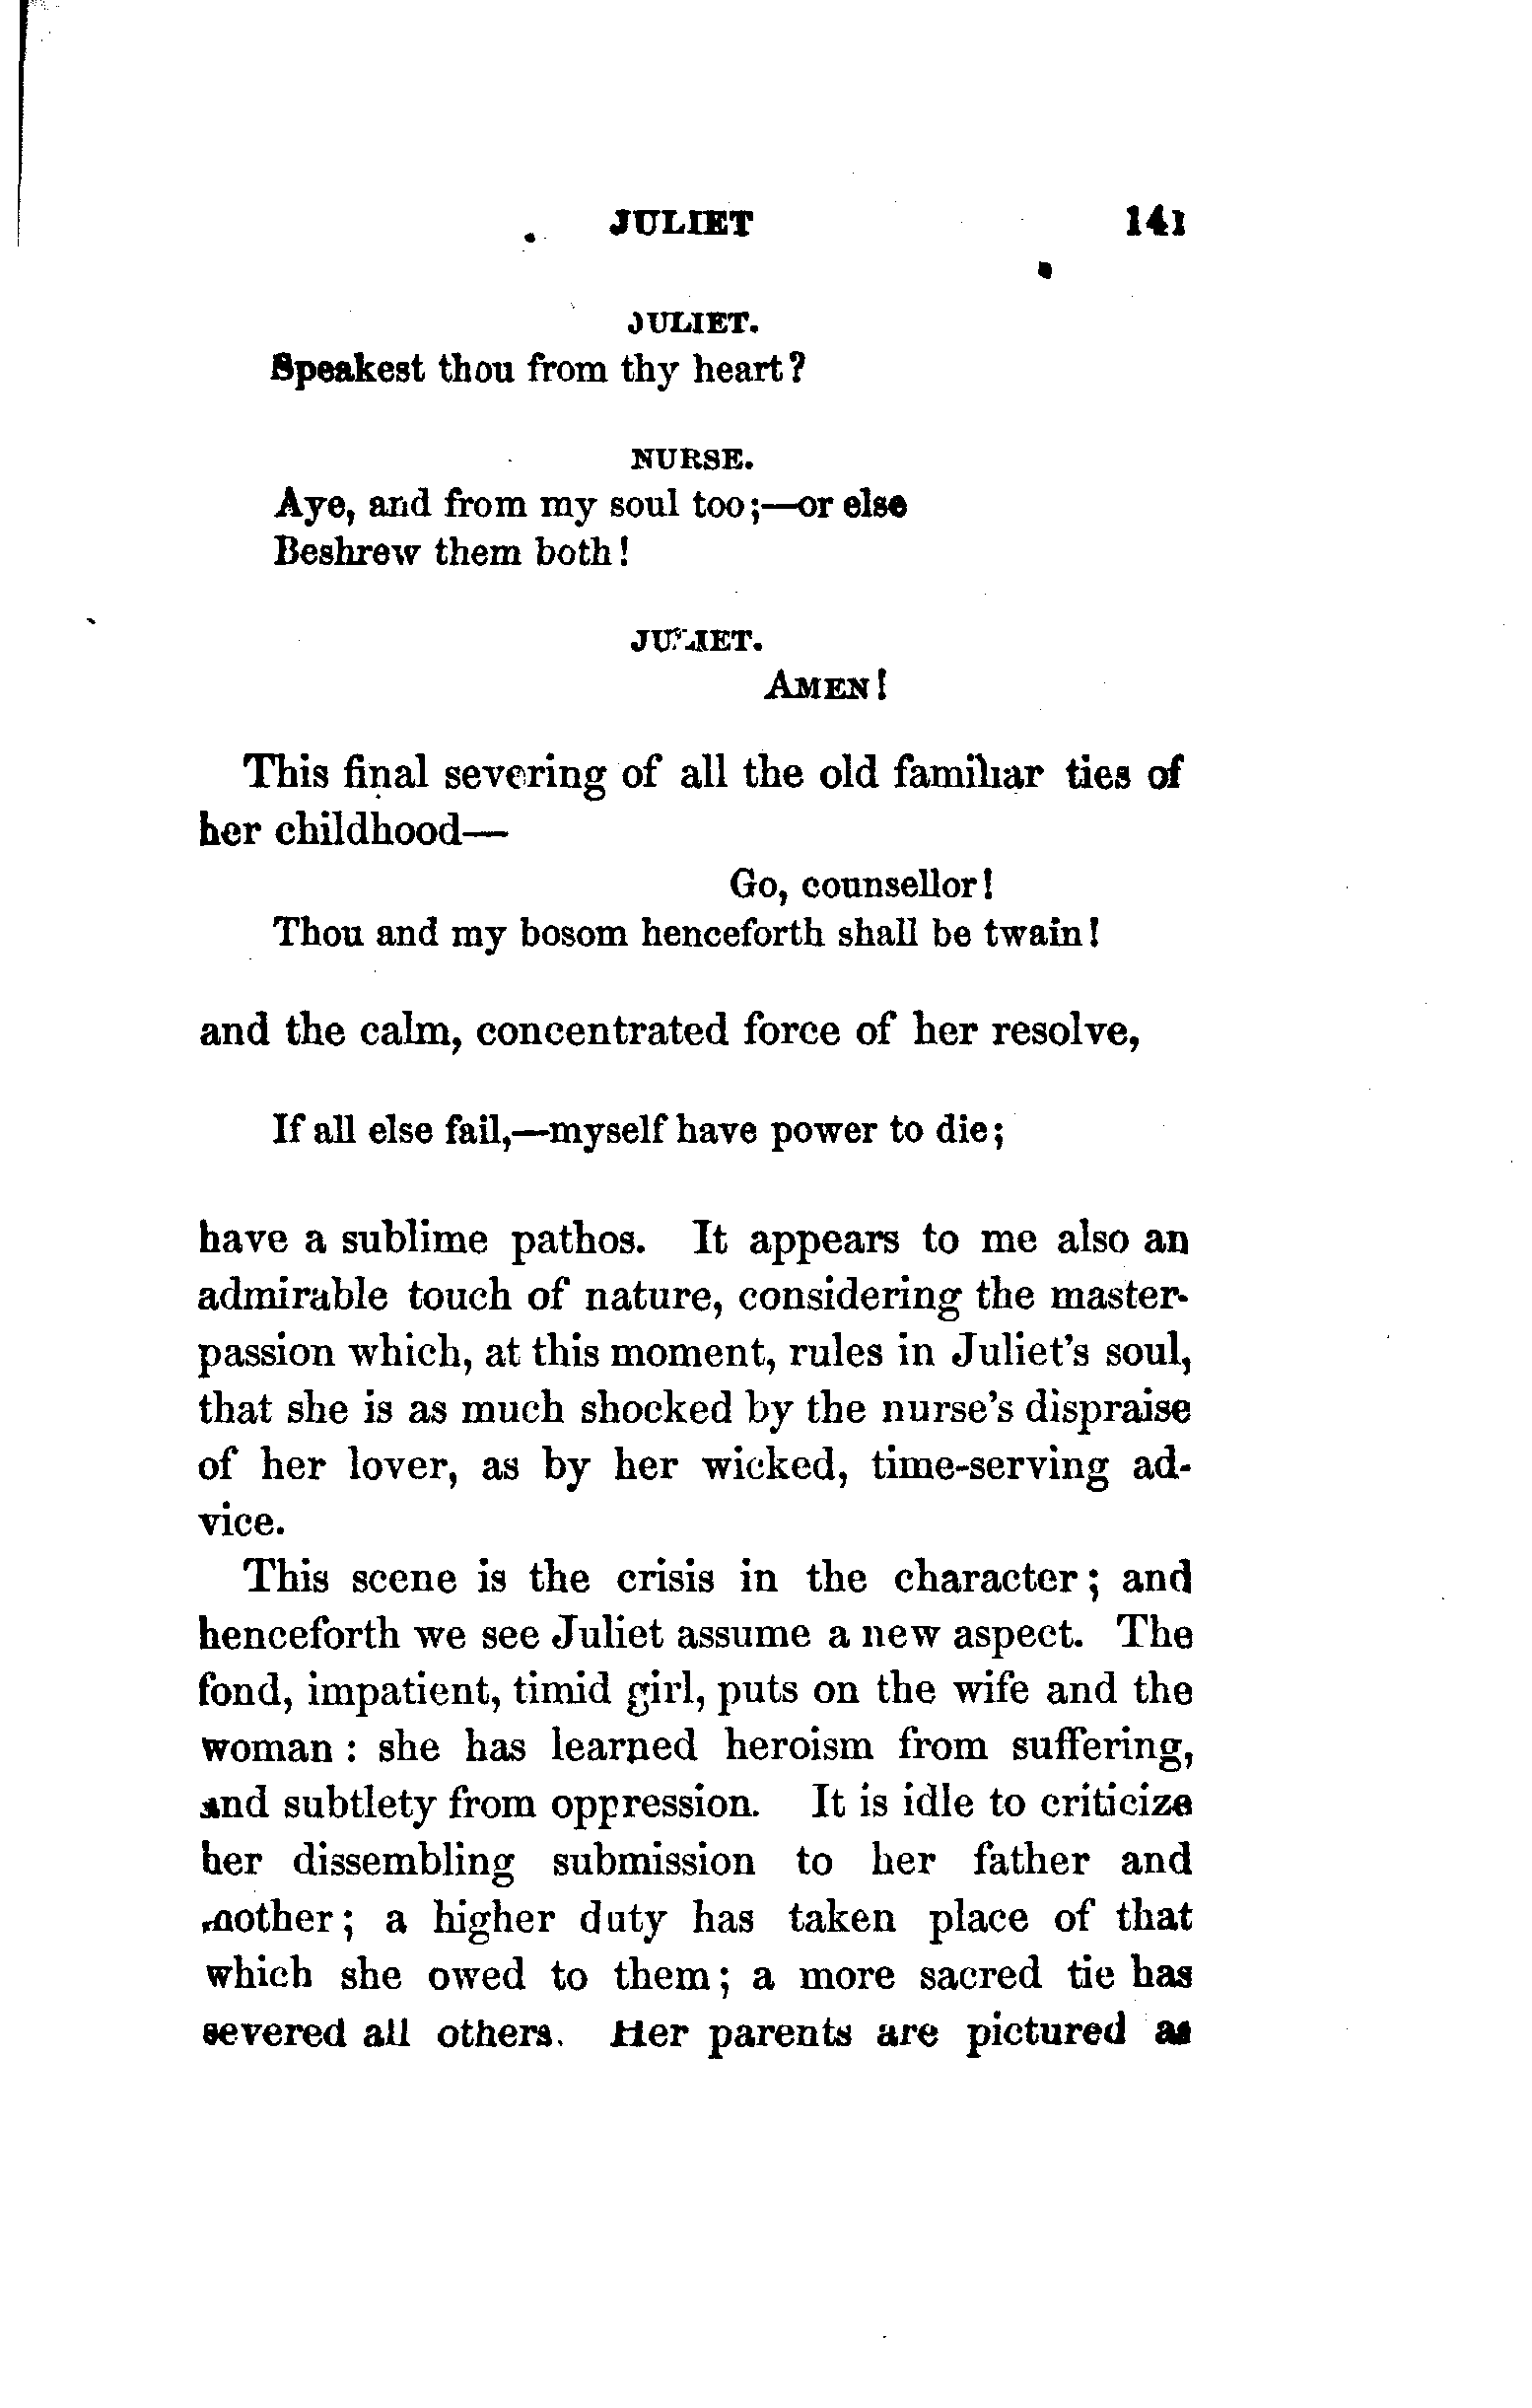 JULIET 141
JULIET.
Speakest thou from thy heart?
NURSE.
Aye, and from my soul too;—or else
Beshrew them both!
JULIET.
AMEN!
This final severing of all the old familiar ties of
her childhood—
Go, counsellor!
Thou and my bosom henceforth shall be twain!
and the calm, concentrated force of her resolve,
If all else fail,—myself have power to die;
have a sublime pathos. It appears to me also an
admirable touch of nature, considering the master-
passion which, at this moment, rules in Juliet's soul,
that she is as much shocked by the nurse's dispraise
of her lover, as by her wicked, time-serving ad-
vice.
This scene is the crisis in the character; and
henceforth we see Juliet assume a new aspect. The
fond, impatient, timid girl, puts on the wife and the
woman: she has learned heroism from suffering,
and subtlety from oppression. It is idle to criticize
her dissembling submission to her father and
mother; a higher duty has taken place of that
which she owed to them; a more sacred tie has
severed all others. Her parents are pictured as